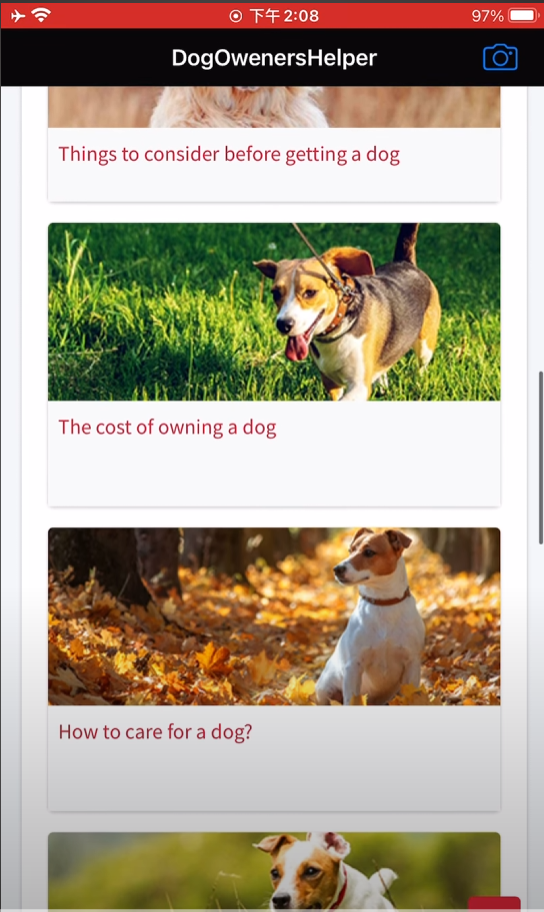 下午2:08
97%
DogOwenersHelper
Things to consider before getting a dog
The cost of owning a dog
How to care for a dog?